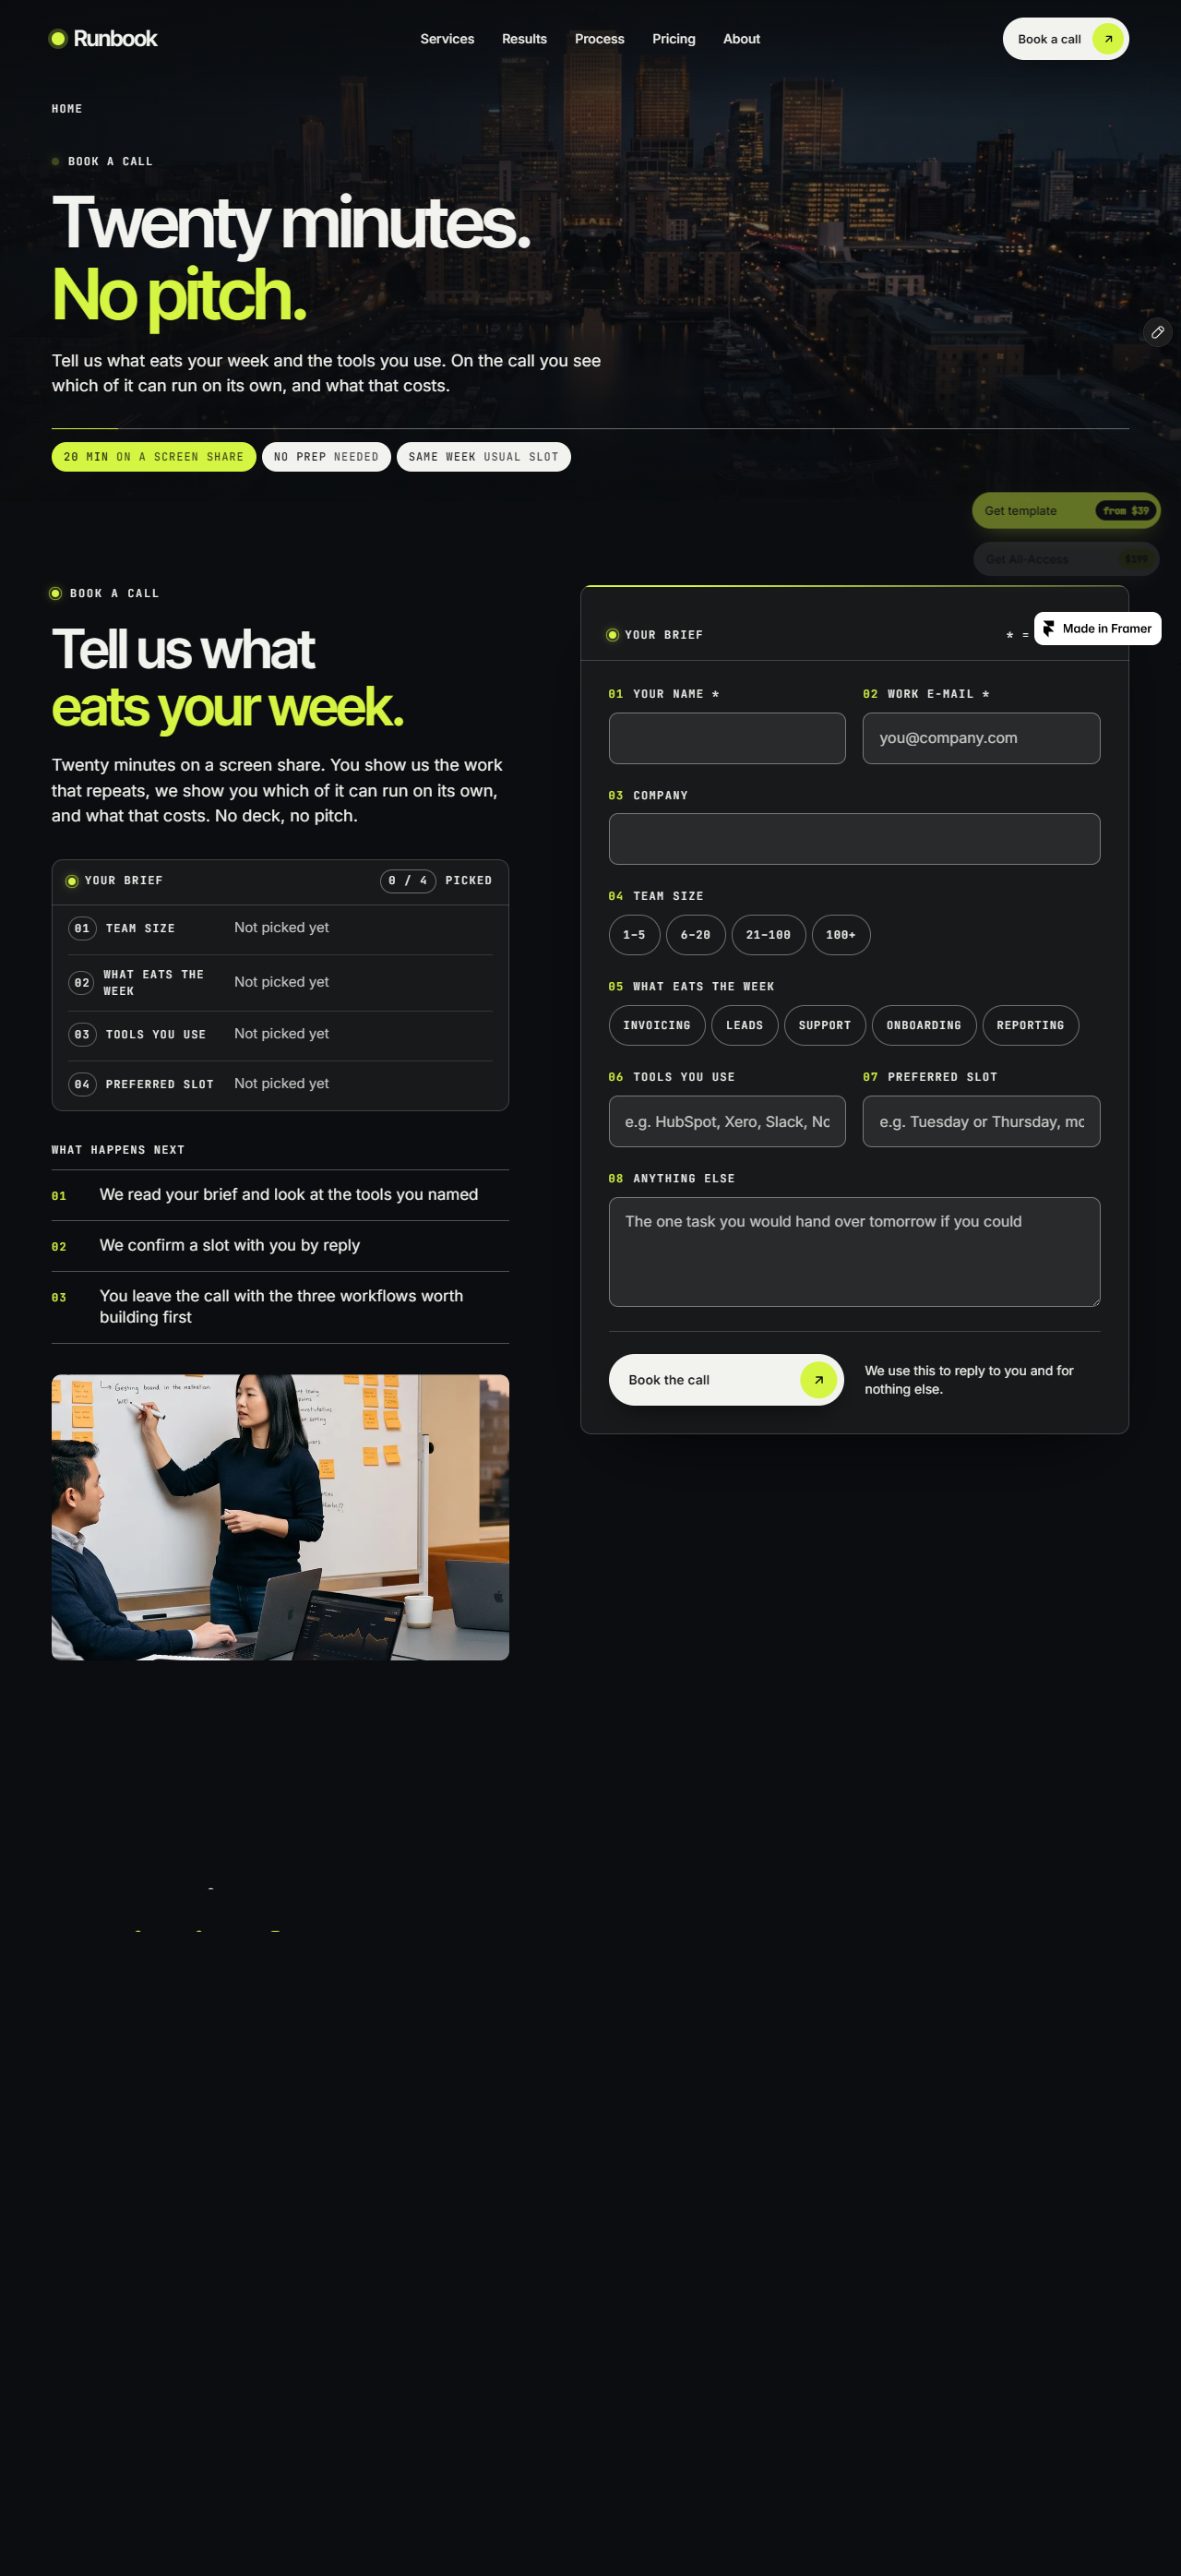 Runbook
Services
Results
Process
Pricing
About
Book a call
HOME
BOOK A CALL
Twenty minutes.
No pitch.
Tell us what eats your week and the tools you use. On the call you see
which of it can run on its own, and what that costs.
20 MIN ON A SCREEN SHARE
NO PREP NEEDED
SAME WEEK USUAL SLOT
Get template
from $39
Get All-Access
$199
BOOK A CALL
Tell us what
eats your week.
Twenty minutes on a screen share. You show us the work
that repeats, we show you which of it can run on its own,
and what that costs. No deck, no pitch.
YOUR BRIEF
0 / 4 PICKED
01 TEAM SIZE
Not picked yet
02 WHAT EATS THE
WEEK
Not picked yet
03 TOOLS YOU USE
Not picked yet
04 PREFERRED SLOT
Not picked yet
WHAT HAPPENS NEXT
01 We read your brief and look at the tools you named
02 We confirm a slot with you by reply
03 You leave the call with the three workflows worth
building first
YOUR BRIEF
* =
Made in Framer
01 YOUR NAME *
02 WORK E-MAIL *
you@company.com
03 COMPANY
04 TEAM SIZE
1–5
6–20
21–100
100+
05 WHAT EATS THE WEEK
INVOICING
LEADS
SUPPORT
ONBOARDING
REPORTING
06 TOOLS YOU USE
07 PREFERRED SLOT
e.g. HubSpot, Xero, Slack, No
e.g. Tuesday or Thursday, mo
08 ANYTHING ELSE
The one task you would hand over tomorrow if you could
Book the call
We use this to reply to you and for
nothing else.